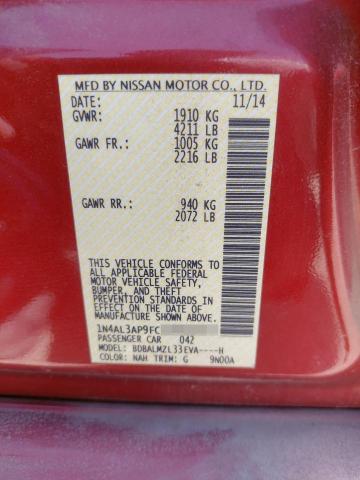 MFD BY NISSAN MOTOR CO., LTD.
DATE: 11/14
GVWR: 1910 KG
4211 LB
GAWR FR: 1005 KG
2216 LB
GAWR RR: 940 KG
2072 LB
THIS VEHICLE CONFORMS TO
ALL APPLICABLE FEDERAL
MOTOR VEHICLE SAFETY,
BUMPER, AND THEFT
PREVENTION STANDARDS
IN EFFECT ON THE DATE
OF MANUFACTURE SHOWN ABOVE.
1N4AL3AP9FC
PASSENGER CAR 042
MODEL: BDBALMZL33EVA----H
COLOR: NAH TRIM: G 9N00A